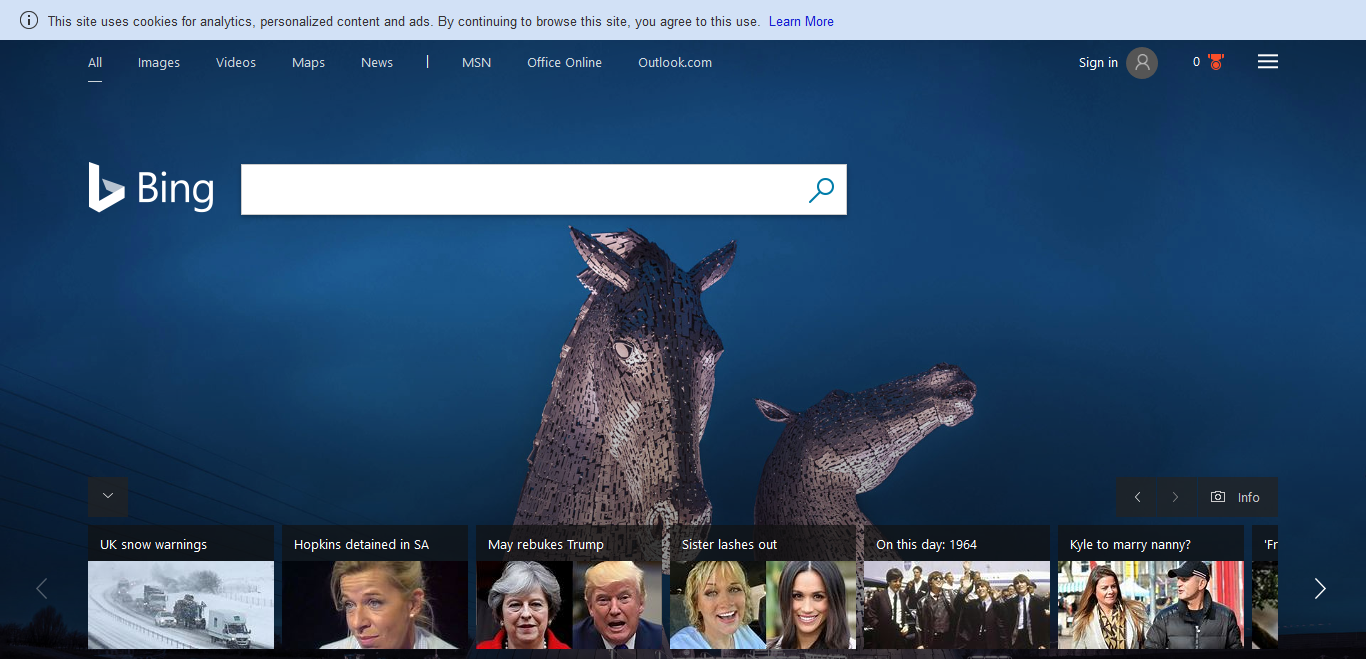 This site uses cookies for analytics, personalized content and ads. By continuing to browse this site, you agree to this use. Learn More
All Images Videos Maps News | MSN Office Online Outlook.com Sign in 0
Bing
Info
UK snow warnings
Hopkins detained in SA
May rebukes Trump
Sister lashes out
On this day: 1964
Kyle to marry nanny?
'Fr